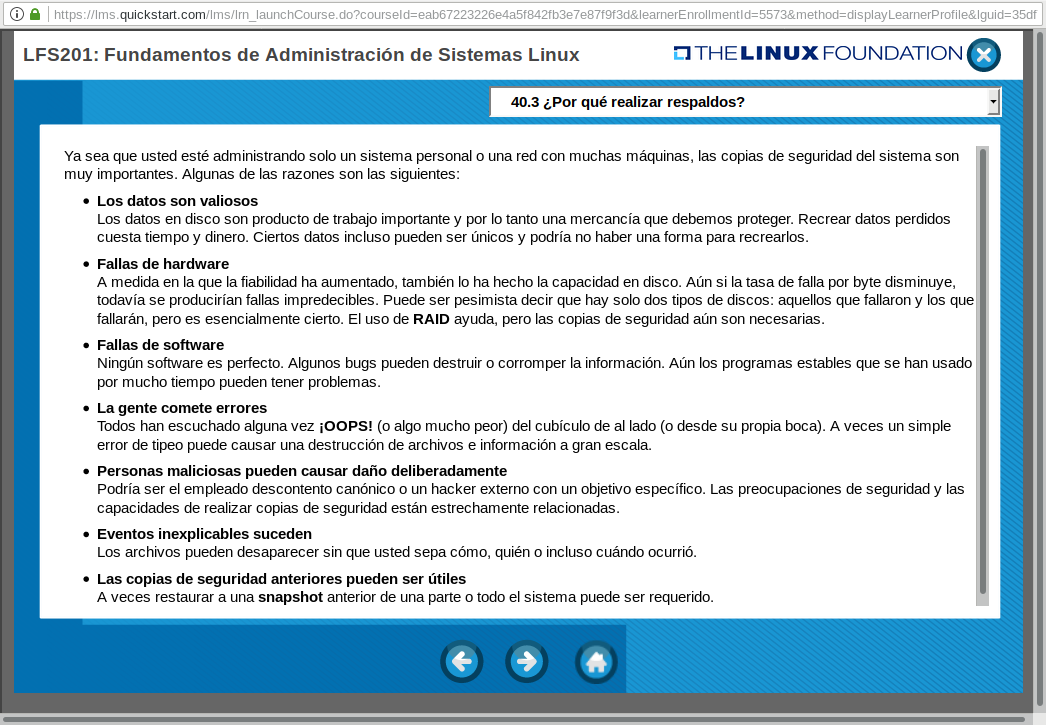 https://lms.quickstart.com/lms/lrn_launchCourse.do?courseId=eab67223226e4a5f842fb3e7e87f9f3d&learnerEnrollmentId=5573&method=displayLearnerProfile&lguid=35df
LFS201: Fundamentos de Administración de Sistemas Linux
THE LINUX FOUNDATION
40.3 ¿Por qué realizar respaldos?
Ya sea que usted esté administrando solo un sistema personal o una red con muchas máquinas, las copias de seguridad del sistema son
muy importantes. Algunas de las razones son las siguientes:
• Los datos son valiosos
Los datos en disco son producto de trabajo importante y por lo tanto una mercancía que debemos proteger. Recrear datos perdidos
cuesta tiempo y dinero. Ciertos datos incluso pueden ser únicos y podría no haber una forma para recrearlos.
• Fallas de hardware
A medida en la que la fiabilidad ha aumentado, también lo ha hecho la capacidad en disco. Aún si la tasa de falla por byte disminuye,
todavía se producirían fallas impredecibles. Puede ser pesimista decir que hay solo dos tipos de discos: aquellos que fallaron y los que
fallarán, pero es esencialmente cierto. El uso de RAID ayuda, pero las copias de seguridad aún son necesarias.
• Fallas de software
Ningún software es perfecto. Algunos bugs pueden destruir o corromper la información. Aún los programas estables que se han usado
por mucho tiempo pueden tener problemas.
• La gente comete errores
Todos han escuchado alguna vez ¡OOPS! (o algo mucho peor) del cubículo de al lado (o desde su propia boca). A veces un simple
error de tipeo puede causar una destrucción de archivos e información a gran escala.
• Personas maliciosas pueden causar daño deliberadamente
Podría ser el empleado descontento canónico o un hacker externo con un objetivo específico. Las preocupaciones de seguridad y las
capacidades de realizar copias de seguridad están estrechamente relacionadas.
• Eventos inexplicables suceden
Los archivos pueden desaparecer sin que usted sepa cómo, quién o incluso cuándo ocurrió.
• Las copias de seguridad anteriores pueden ser útiles
A veces restaurar a una snapshot anterior de una parte o todo el sistema puede ser requerido.